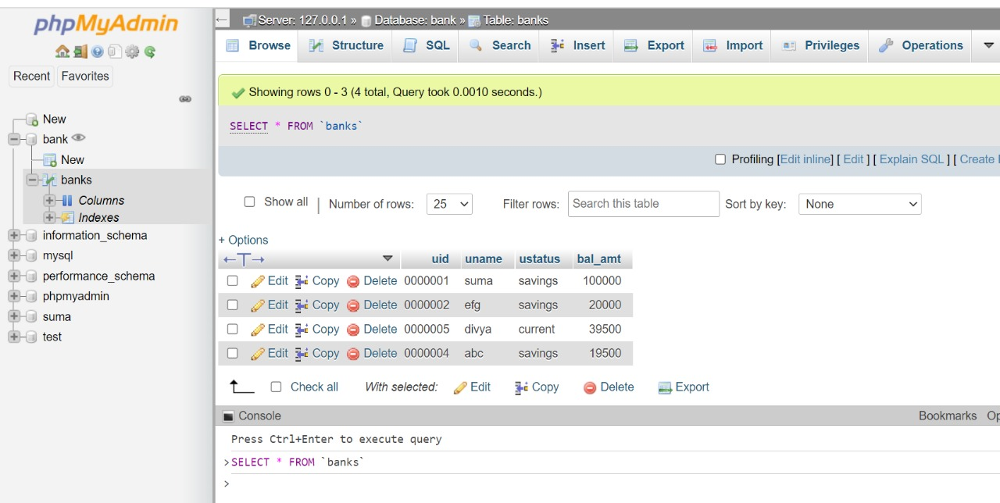 phpMyAdmin
Recent Favorites
New
bank
New
banks
Columns
Indexes
information_schema
mysql
performance_schema
phpmyadmin
suma
test
Server: 127.0.0.1 » Database: bank » Table: banks
Browse Structure SQL Search Insert Export Import Privileges Operations
Showing rows 0 - 3 (4 total, Query took 0.0010 seconds.)
SELECT * FROM `banks`
Profiling [Edit inline] [ Edit ] [ Explain SQL ] [ Create
Show all | Number of rows: 25 Filter rows: Search this table Sort by key: None
+ Options
←T→ uid uname ustatus bal_amt
Edit Copy Delete 0000001 suma savings 100000
Edit Copy Delete 0000002 efg savings 20000
Edit Copy Delete 0000005 divya current 39500
Edit Copy Delete 0000004 abc savings 19500
Check all With selected: Edit Copy Delete Export
Console Bookmarks Op
Press Ctrl+Enter to execute query
>SELECT * FROM `banks`
>